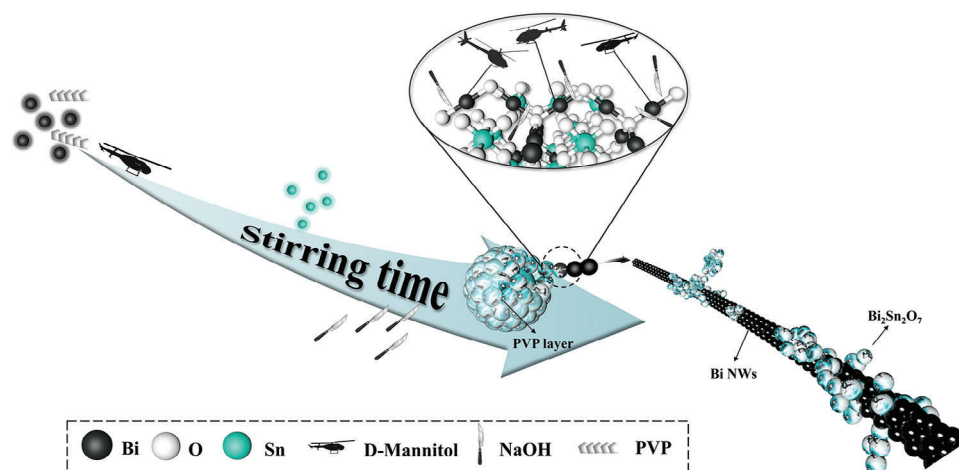 Stirring time
PVP layer
Bi₂Sn₂O₇
Bi NWs
Bi
O
Sn
D-Mannitol
NaOH
PVP